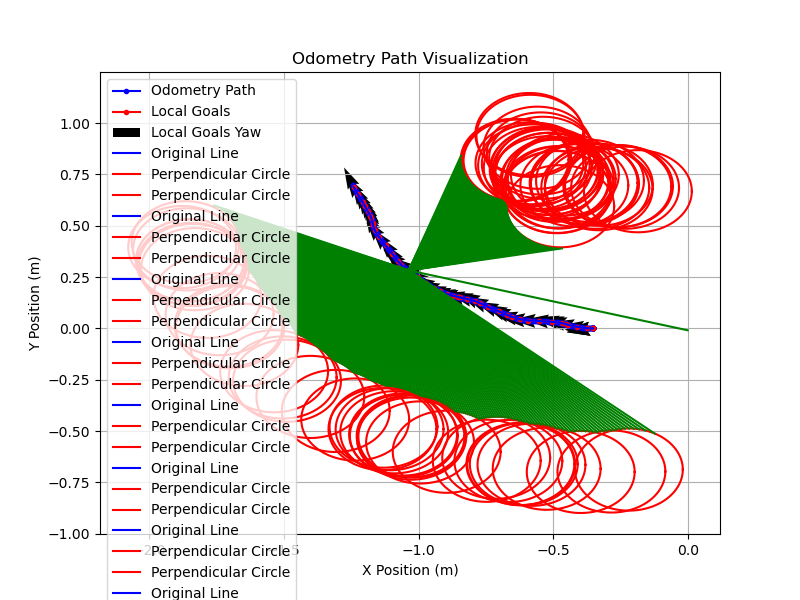 Odometry Path Visualization
Odometry Path
Local Goals
Local Goals Yaw
Original Line
Perpendicular Circle
Perpendicular Circle
Original Line
Perpendicular Circle
Perpendicular Circle
Original Line
Perpendicular Circle
Perpendicular Circle
Original Line
Perpendicular Circle
Perpendicular Circle
Original Line
Perpendicular Circle
Perpendicular Circle
Original Line
Perpendicular Circle
Perpendicular Circle
Original Line
Perpendicular Circle
Perpendicular Circle
Original Line
Y Position (m)
1.00
0.75
0.50
0.25
0.00
−0.25
−0.50
−0.75
−1.00
−1.0
−0.5
0.0
X Position (m)